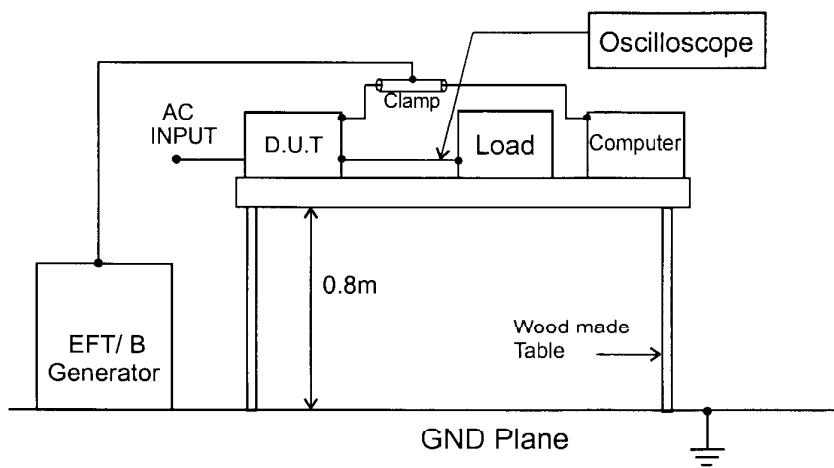 Oscilloscope
Clamp
AC
INPUT
D.U.T
Load
Computer
0.8m
EFT/ B
Generator
Wood made
Table
GND Plane